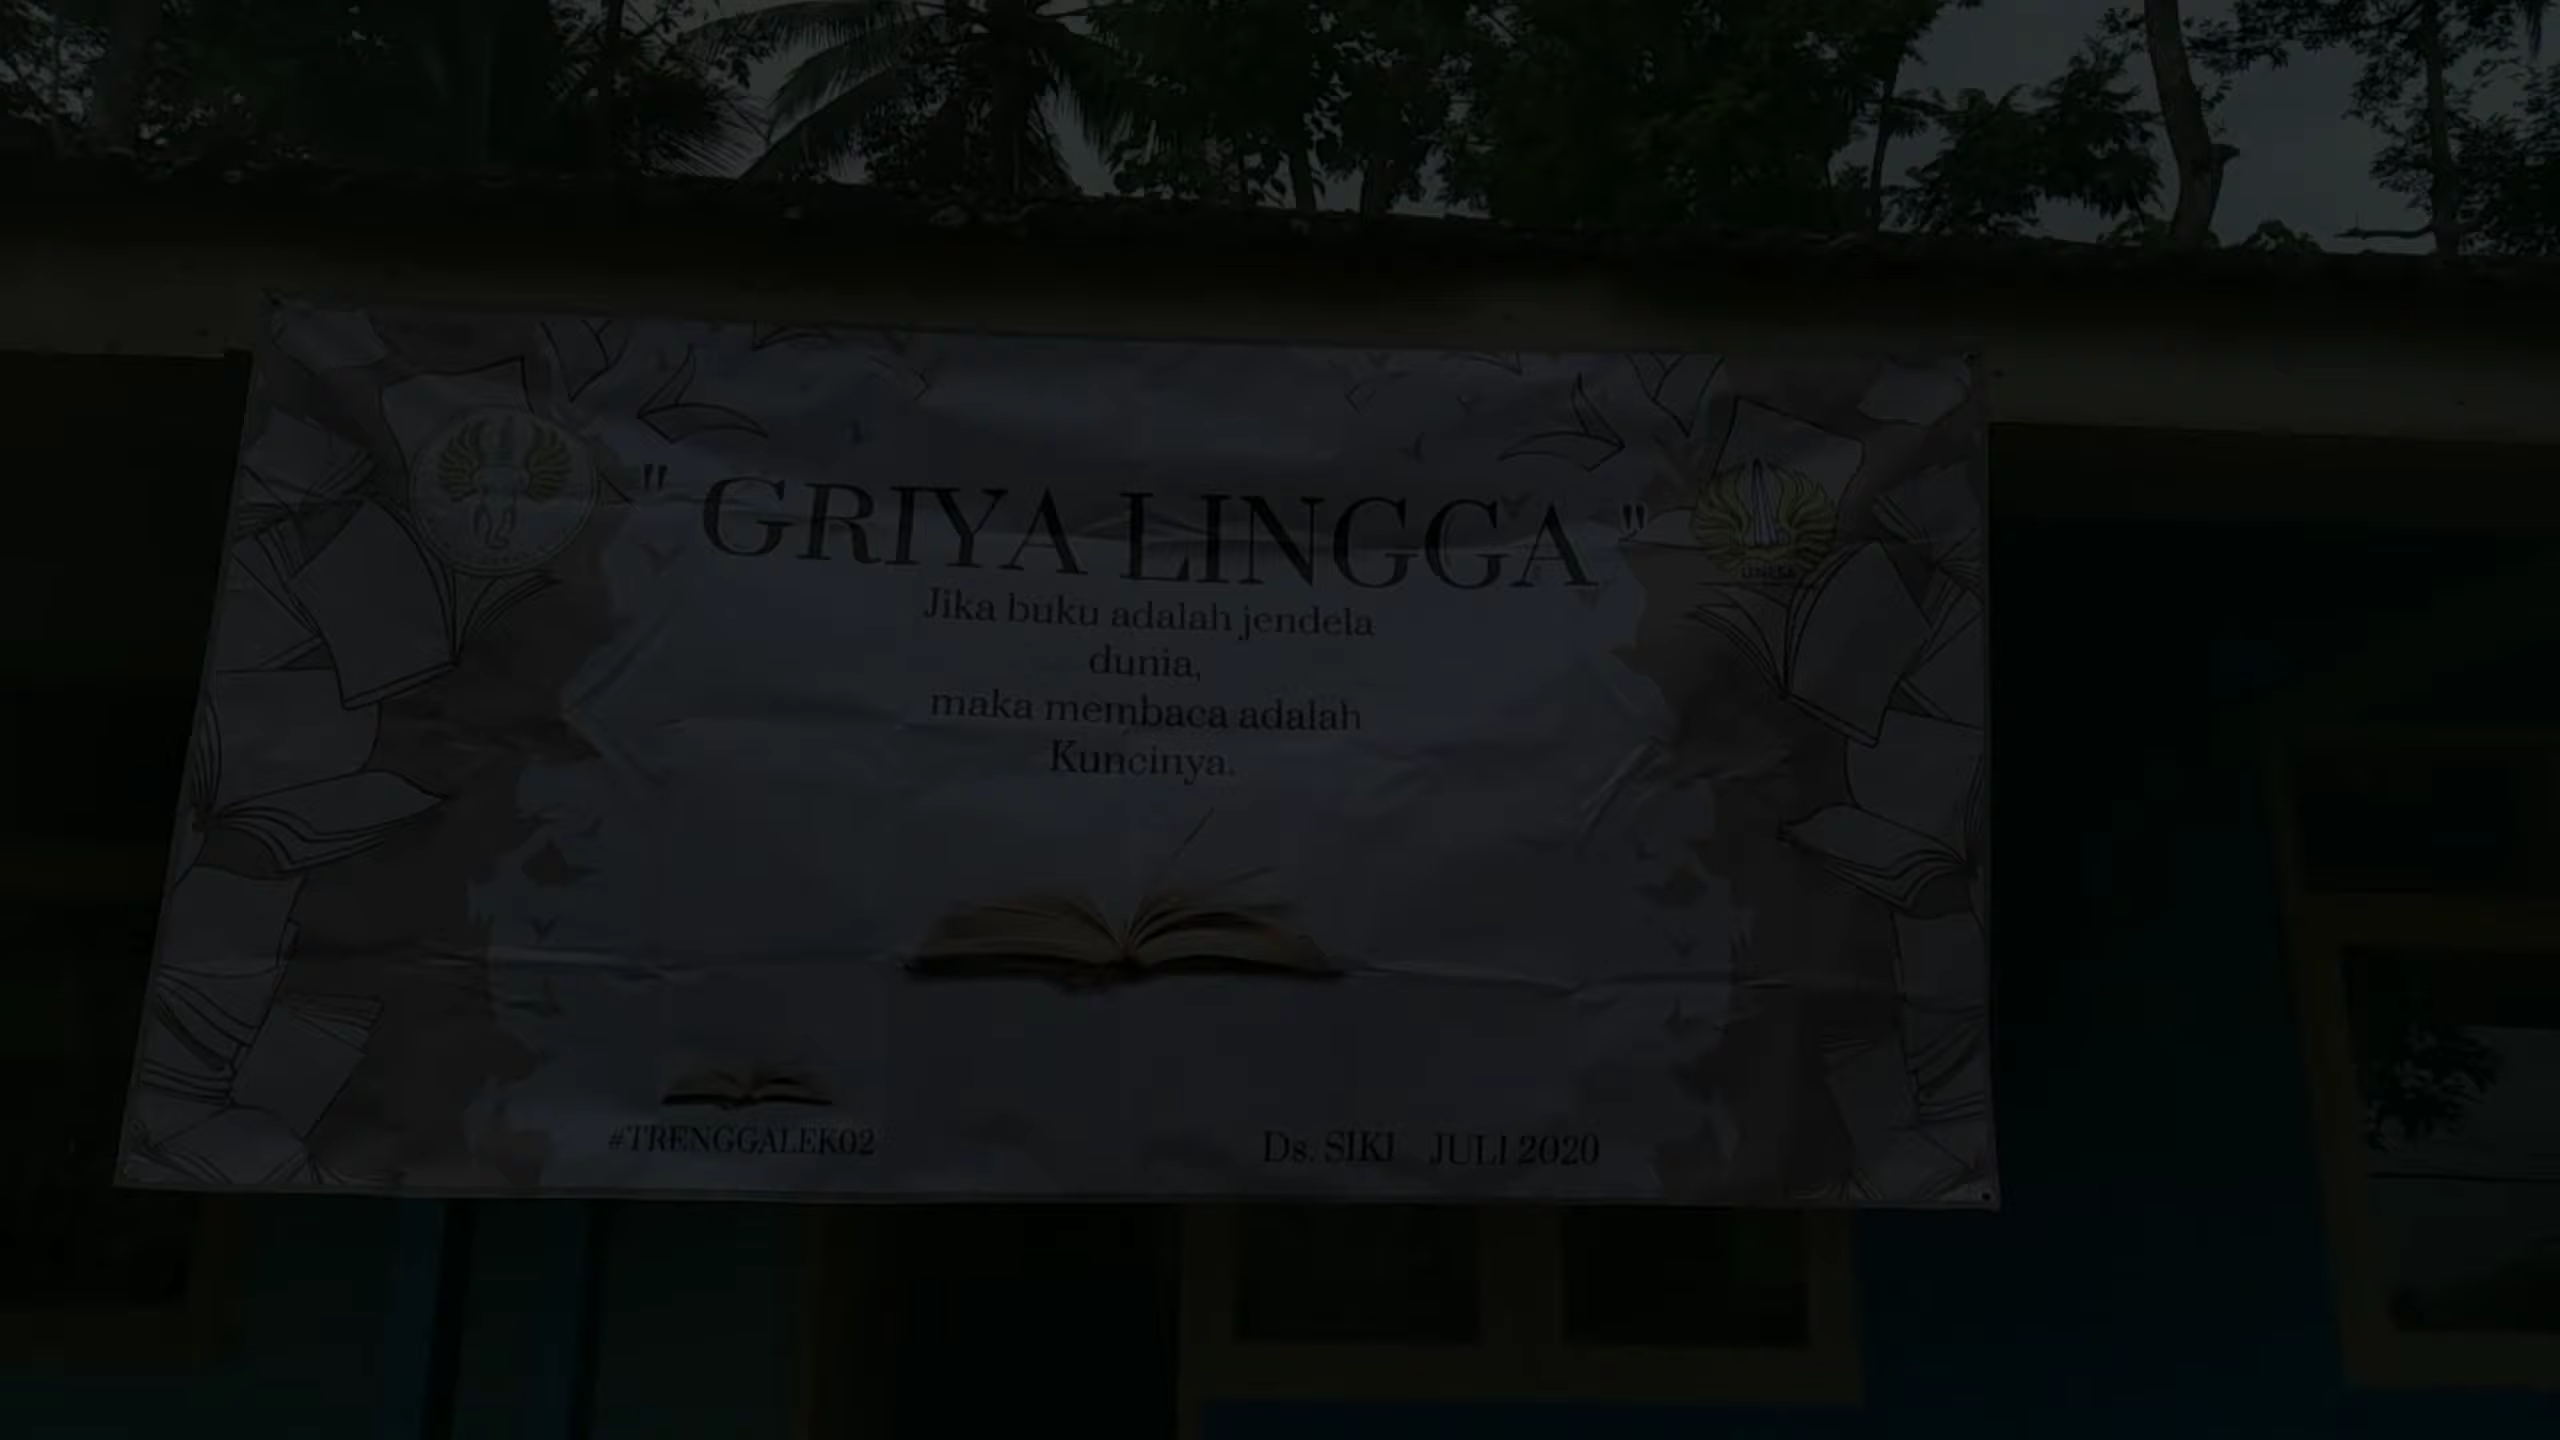 " GRIYA LINGGA "
Jika buku adalah jendela
dunia,
maka membaca adalah
Kuncinya.
#TRENGGALEK02
Ds. SIKI JULI 2020